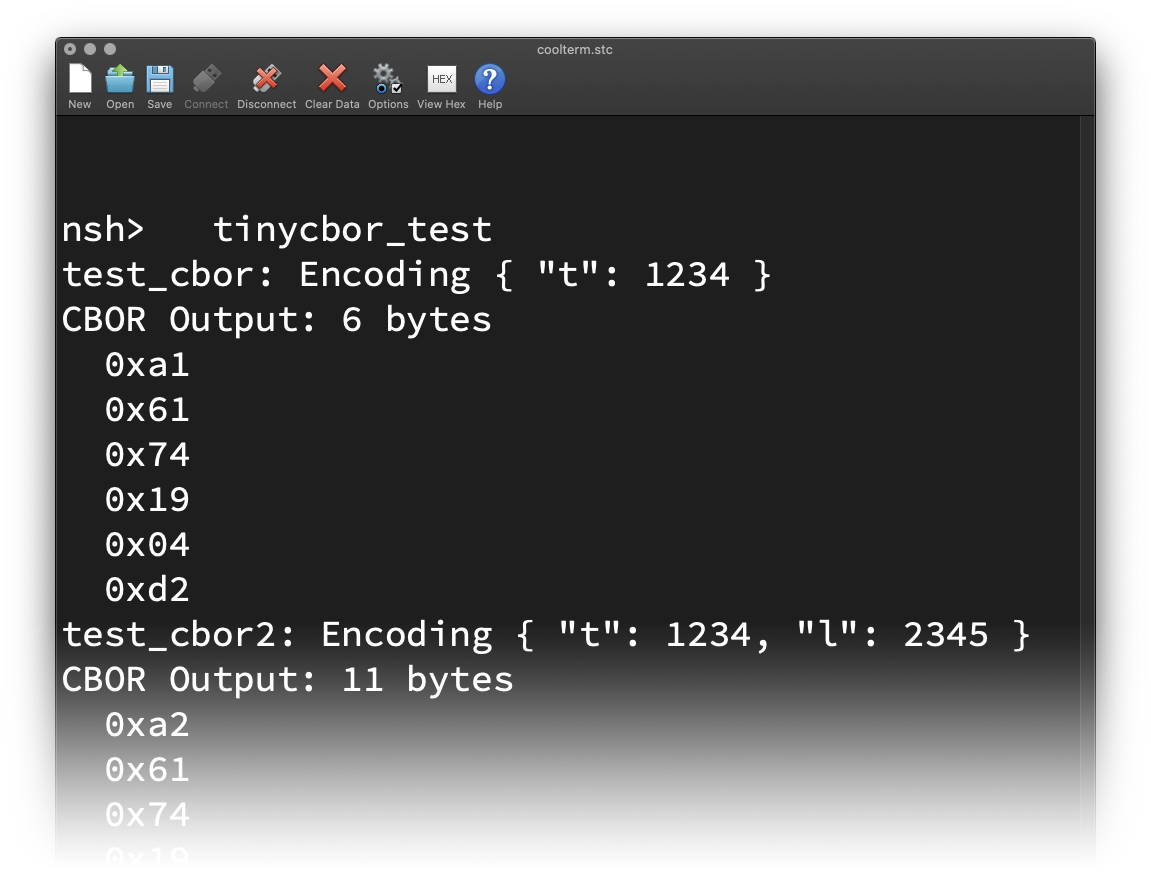 coolterm.stc
New Open Save Connect Disconnect Clear Data Options View Hex Help
HEX
nsh>   tinycbor_test
test_cbor: Encoding { "t": 1234 }
CBOR Output: 6 bytes
  0xa1
  0x61
  0x74
  0x19
  0x04
  0xd2
test_cbor2: Encoding { "t": 1234, "l": 2345 }
CBOR Output: 11 bytes
  0xa2
  0x61
  0x74
  0x19